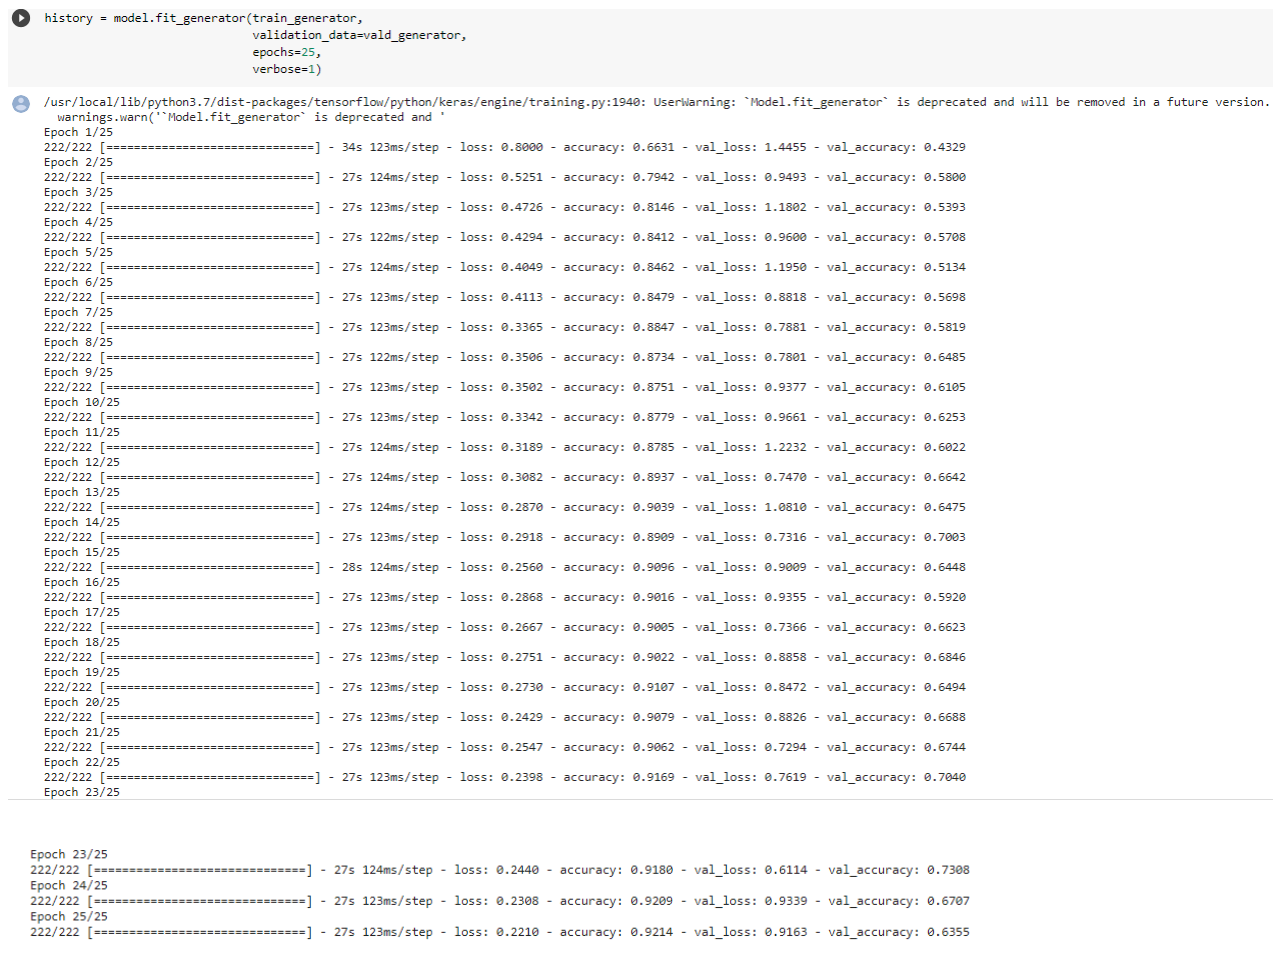 history = model.fit_generator(train_generator,
validation_data=vald_generator,
epochs=25,
verbose=1)
/usr/local/lib/python3.7/dist-packages/tensorflow/python/keras/engine/training.py:1940: UserWarning: `Model.fit_generator` is deprecated and will be removed in a future version.
warnings.warn('`Model.fit_generator` is deprecated and '
Epoch 1/25
222/222 [==============================] - 34s 123ms/step - loss: 0.8000 - accuracy: 0.6631 - val_loss: 1.4455 - val_accuracy: 0.4329
Epoch 2/25
222/222 [==============================] - 27s 124ms/step - loss: 0.5251 - accuracy: 0.7942 - val_loss: 0.9493 - val_accuracy: 0.5800
Epoch 3/25
222/222 [==============================] - 27s 123ms/step - loss: 0.4726 - accuracy: 0.8146 - val_loss: 1.1802 - val_accuracy: 0.5393
Epoch 4/25
222/222 [==============================] - 27s 122ms/step - loss: 0.4294 - accuracy: 0.8412 - val_loss: 0.9600 - val_accuracy: 0.5708
Epoch 5/25
222/222 [==============================] - 27s 124ms/step - loss: 0.4049 - accuracy: 0.8462 - val_loss: 1.1950 - val_accuracy: 0.5134
Epoch 6/25
222/222 [==============================] - 27s 123ms/step - loss: 0.4113 - accuracy: 0.8479 - val_loss: 0.8818 - val_accuracy: 0.5698
Epoch 7/25
222/222 [==============================] - 27s 123ms/step - loss: 0.3365 - accuracy: 0.8847 - val_loss: 0.7881 - val_accuracy: 0.5819
Epoch 8/25
222/222 [==============================] - 27s 122ms/step - loss: 0.3506 - accuracy: 0.8734 - val_loss: 0.7801 - val_accuracy: 0.6485
Epoch 9/25
222/222 [==============================] - 27s 123ms/step - loss: 0.3502 - accuracy: 0.8751 - val_loss: 0.9377 - val_accuracy: 0.6105
Epoch 10/25
222/222 [==============================] - 27s 123ms/step - loss: 0.3342 - accuracy: 0.8779 - val_loss: 0.9661 - val_accuracy: 0.6253
Epoch 11/25
222/222 [==============================] - 27s 124ms/step - loss: 0.3189 - accuracy: 0.8785 - val_loss: 1.2232 - val_accuracy: 0.6022
Epoch 12/25
222/222 [==============================] - 27s 124ms/step - loss: 0.3082 - accuracy: 0.8937 - val_loss: 0.7470 - val_accuracy: 0.6642
Epoch 13/25
222/222 [==============================] - 27s 124ms/step - loss: 0.2870 - accuracy: 0.9039 - val_loss: 1.0810 - val_accuracy: 0.6475
Epoch 14/25
222/222 [==============================] - 27s 123ms/step - loss: 0.2918 - accuracy: 0.8909 - val_loss: 0.7316 - val_accuracy: 0.7003
Epoch 15/25
222/222 [==============================] - 28s 124ms/step - loss: 0.2560 - accuracy: 0.9096 - val_loss: 0.9009 - val_accuracy: 0.6448
Epoch 16/25
222/222 [==============================] - 27s 123ms/step - loss: 0.2868 - accuracy: 0.9016 - val_loss: 0.9355 - val_accuracy: 0.5920
Epoch 17/25
222/222 [==============================] - 27s 123ms/step - loss: 0.2667 - accuracy: 0.9005 - val_loss: 0.7366 - val_accuracy: 0.6623
Epoch 18/25
222/222 [==============================] - 27s 123ms/step - loss: 0.2751 - accuracy: 0.9022 - val_loss: 0.8858 - val_accuracy: 0.6846
Epoch 19/25
222/222 [==============================] - 27s 123ms/step - loss: 0.2730 - accuracy: 0.9107 - val_loss: 0.8472 - val_accuracy: 0.6494
Epoch 20/25
222/222 [==============================] - 27s 123ms/step - loss: 0.2429 - accuracy: 0.9079 - val_loss: 0.8826 - val_accuracy: 0.6688
Epoch 21/25
222/222 [==============================] - 27s 123ms/step - loss: 0.2547 - accuracy: 0.9062 - val_loss: 0.7294 - val_accuracy: 0.6744
Epoch 22/25
222/222 [==============================] - 27s 123ms/step - loss: 0.2398 - accuracy: 0.9169 - val_loss: 0.7619 - val_accuracy: 0.7040
Epoch 23/25
Epoch 23/25
222/222 [==============================] - 27s 124ms/step - loss: 0.2440 - accuracy: 0.9180 - val_loss: 0.6114 - val_accuracy: 0.7308
Epoch 24/25
222/222 [==============================] - 27s 123ms/step - loss: 0.2308 - accuracy: 0.9209 - val_loss: 0.9339 - val_accuracy: 0.6707
Epoch 25/25
222/222 [==============================] - 27s 123ms/step - loss: 0.2210 - accuracy: 0.9214 - val_loss: 0.9163 - val_accuracy: 0.6355